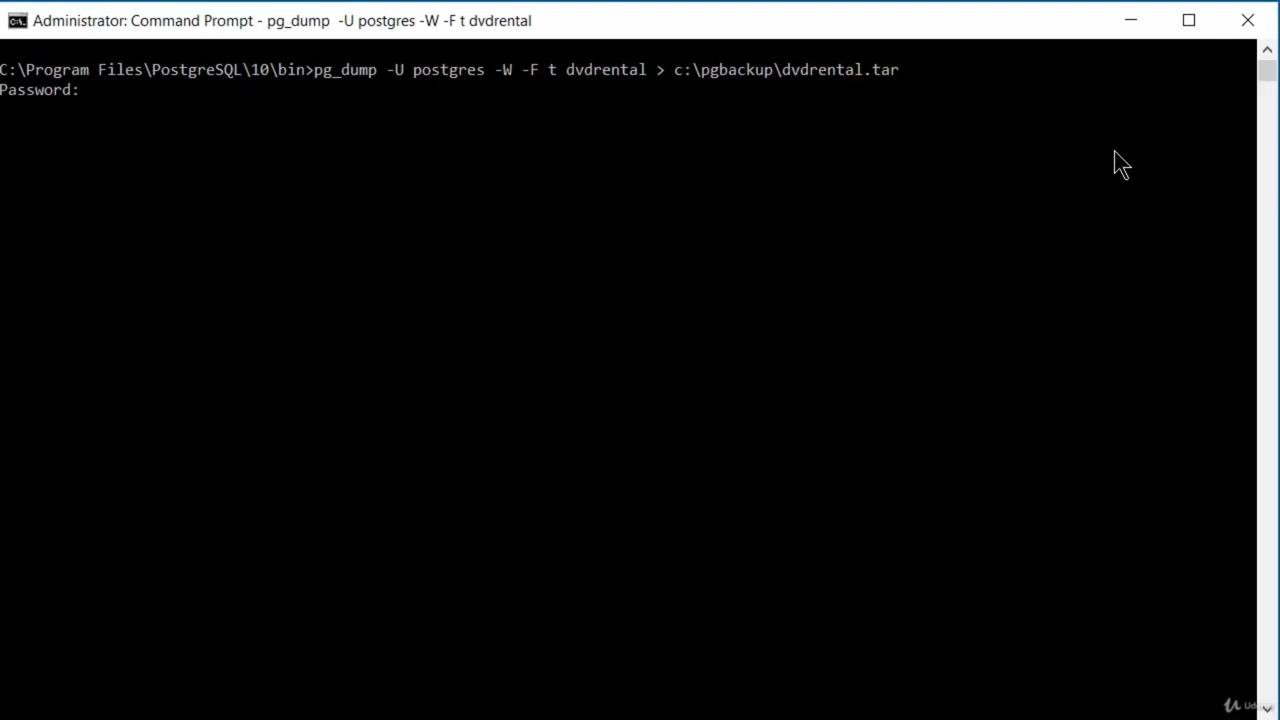 Administrator: Command Prompt - pg_dump  -U postgres -W -F t dvdrental
C:\Program Files\PostgreSQL\10\bin>pg_dump -U postgres -W -F t dvdrental > c:\pgbackup\dvdrental.tar
Password: